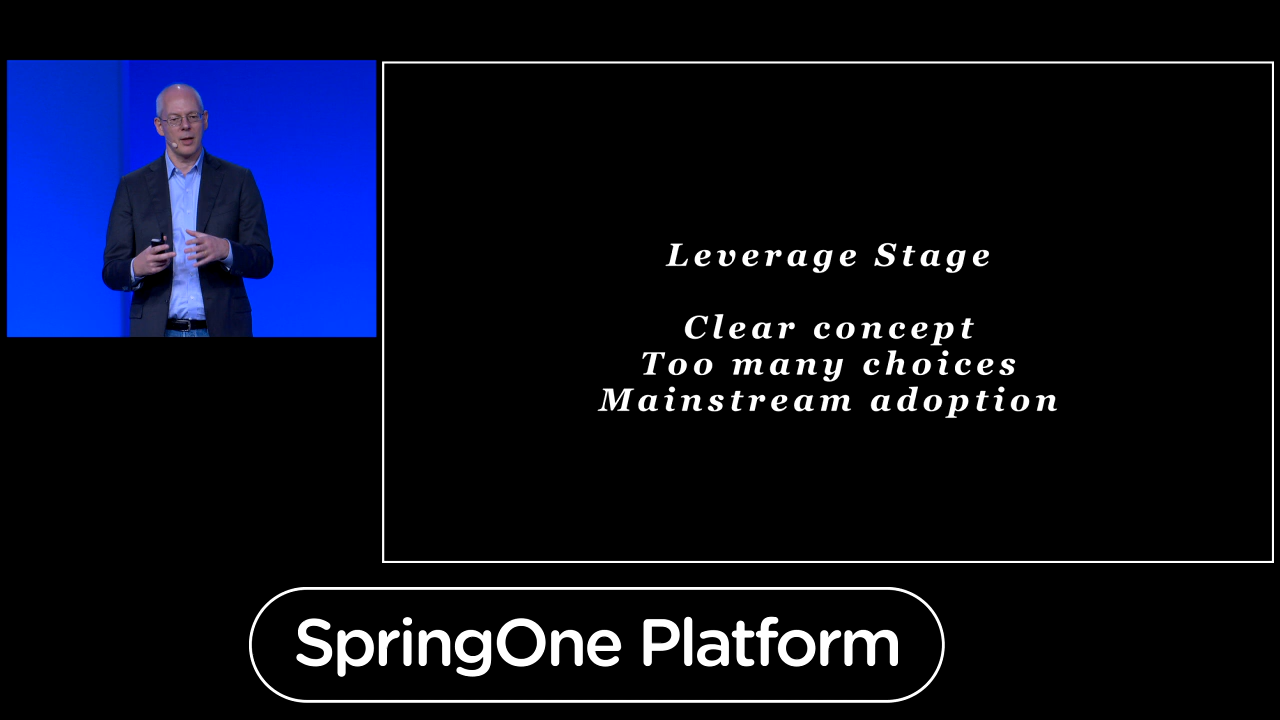 Leverage Stage
Clear concept
Too many choices
Mainstream adoption
SpringOne Platform